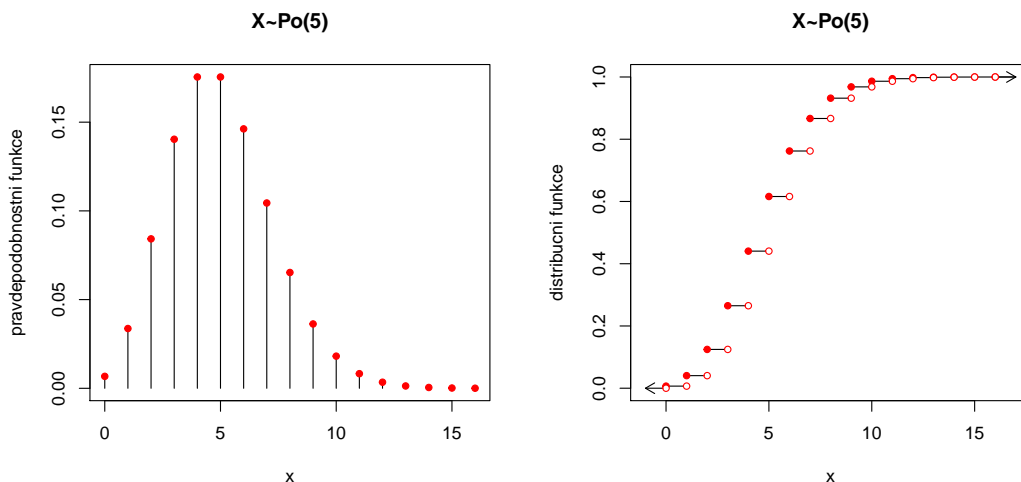 X~Po(5)
pravdepodobnostni funkce
0.15
0.10
0.05
0.00
0 5 10 15
x
X~Po(5)
distribucni funkce
1.0
0.8
0.6
0.4
0.2
0.0
0 5 10 15
x